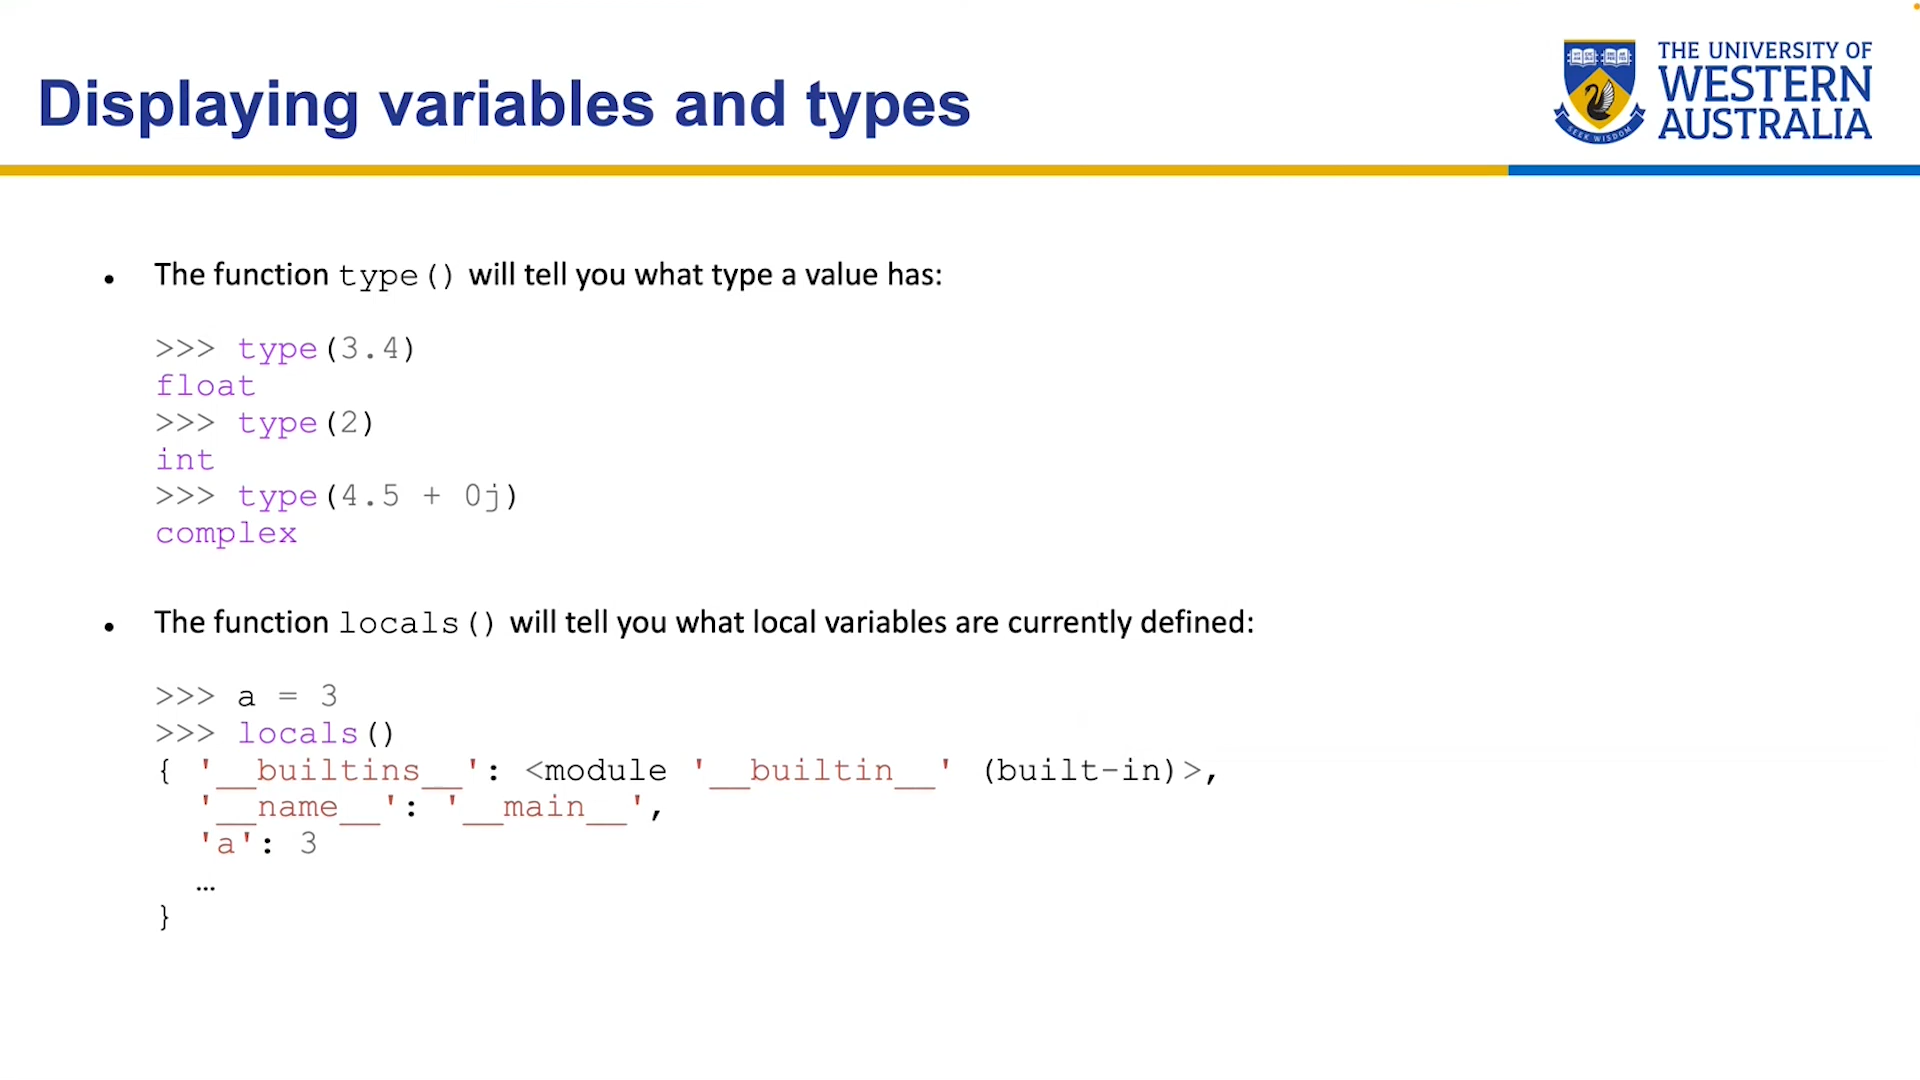 Displaying variables and types
THE UNIVERSITY OF
WESTERN
AUSTRALIA
SEEK WISDOM
• The function type() will tell you what type a value has:
>>> type(3.4)
float
>>> type(2)
int
>>> type(4.5 + 0j)
complex
• The function locals() will tell you what local variables are currently defined:
>>> a = 3
>>> locals()
{ '__builtins__': <module '__builtin__' (built-in)>,
'__name__': '__main__',
'a': 3
…
}